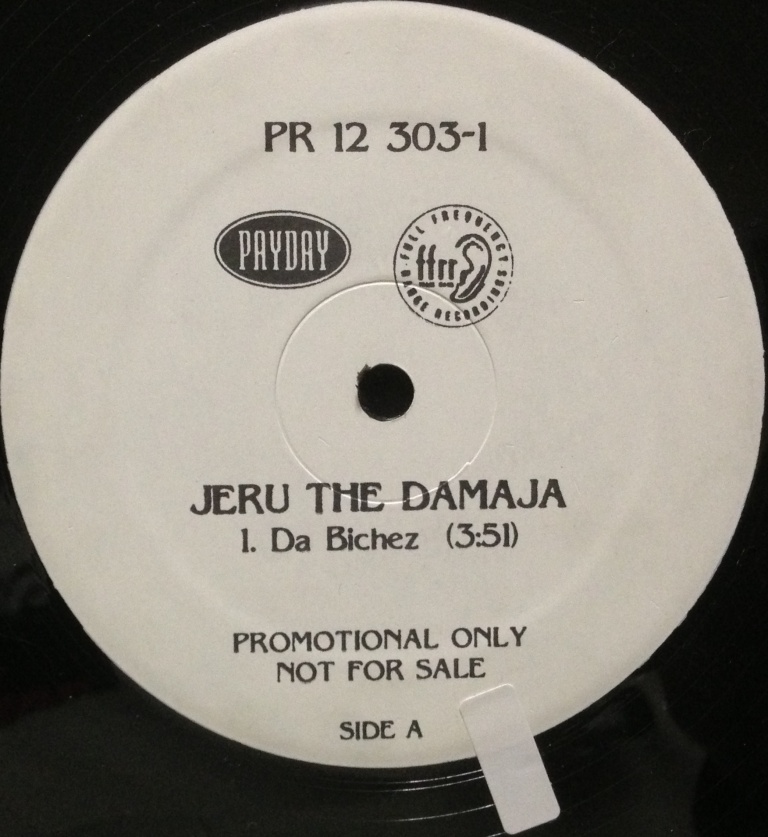 PR 12 303-1
PAYDAY
FULL FREQUENCY
ffrr
RANGE RECORDINGS
JERU THE DAMAJA
1. Da Bichez (3:51)
PROMOTIONAL ONLY
NOT FOR SALE
SIDE A